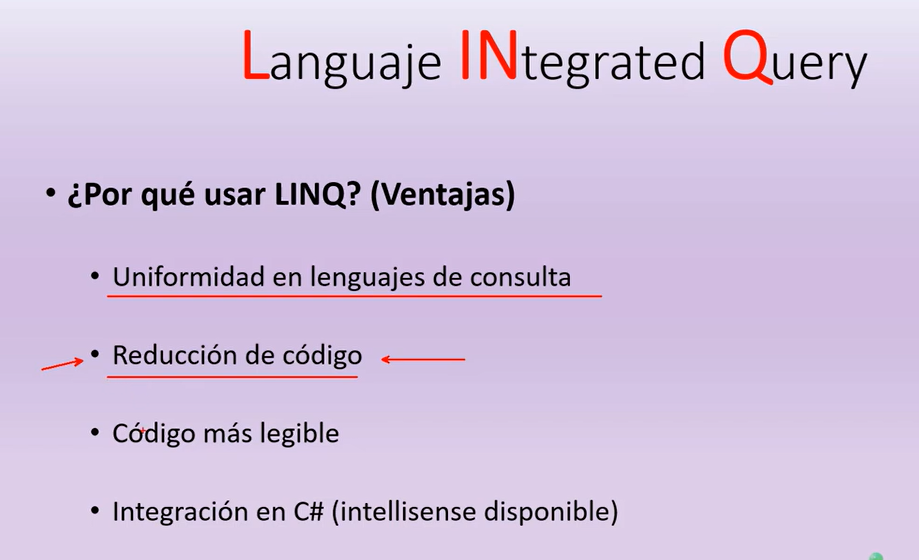 Languaje INtegrated Query
• ¿Por qué usar LINQ? (Ventajas)
• Uniformidad en lenguajes de consulta
• Reducción de código
• Código más legible
• Integración en C# (intellisense disponible)